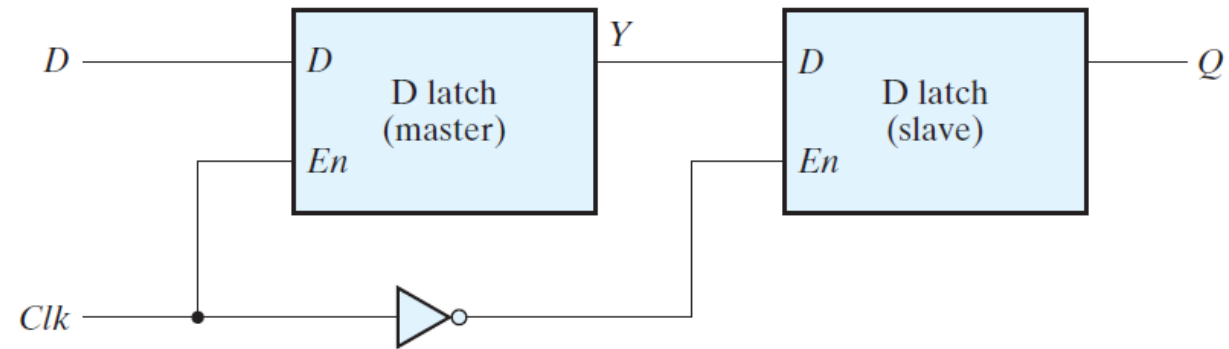 Y
D
D
D
Q
D latch
(master)
D latch
(slave)
En
En
Clk